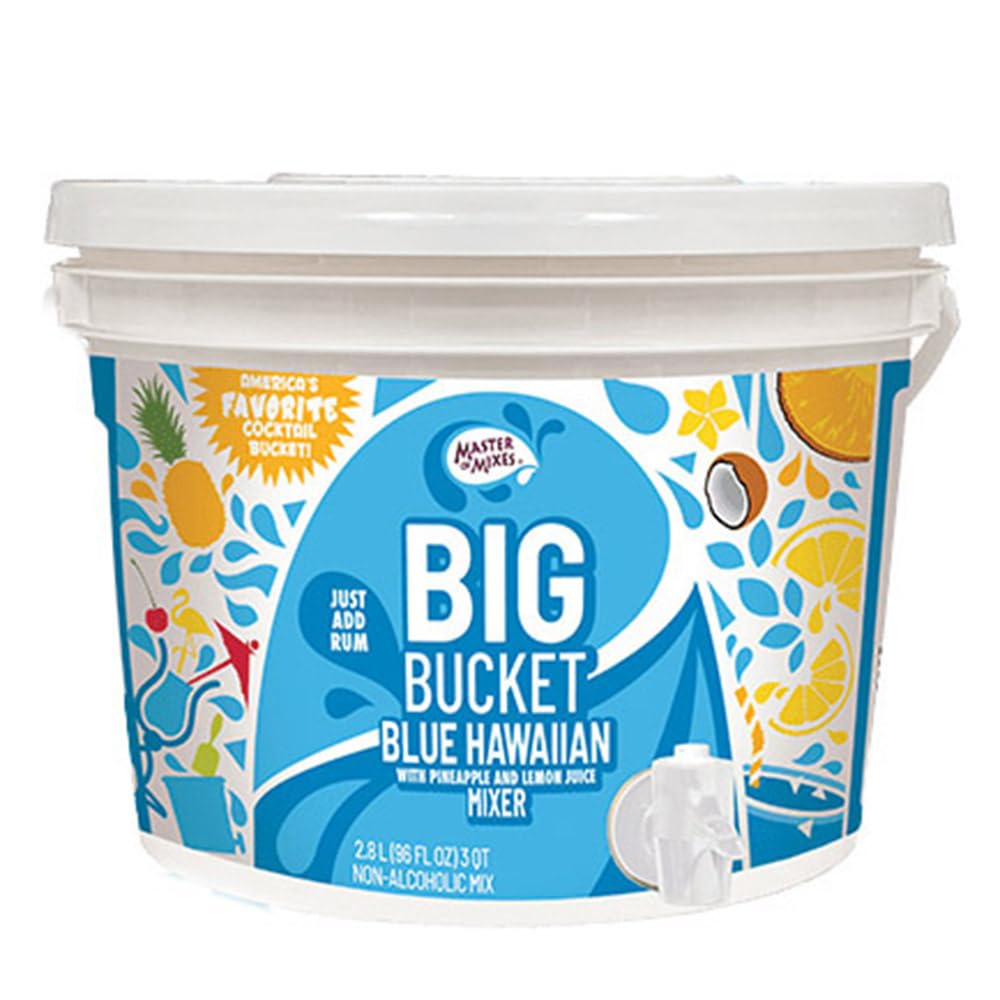 AMERICA'S
FAVORITE
COCKTAIL
BUCKET!
MASTER
OF MIXES®
JUST
ADD
RUM
BIG
BUCKET
BLUE HAWAIIAN
WITH PINEAPPLE AND LEMON JUICE
MIXER
2.8 L (96 FL OZ) 3 QT
NON-ALCOHOLIC MIX